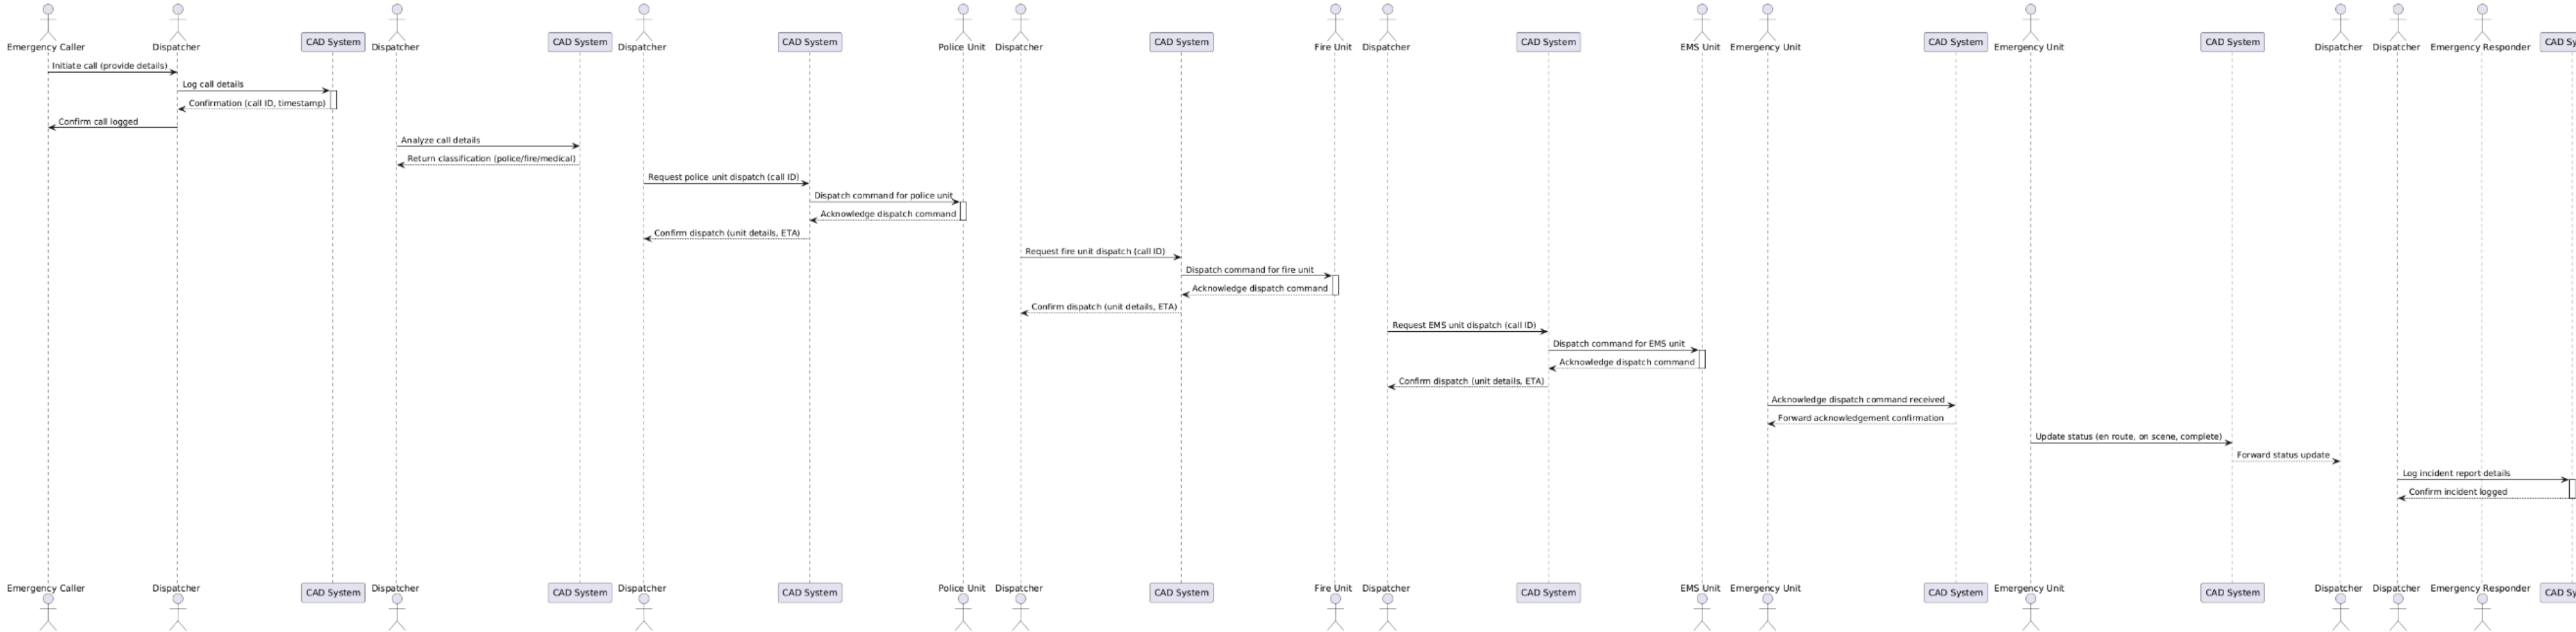 Emergency Caller
Dispatcher
CAD System
Dispatcher
CAD System
Dispatcher
CAD System
Police Unit
Dispatcher
CAD System
Fire Unit
Dispatcher
CAD System
EMS Unit
Emergency Unit
CAD System
Emergency Unit
CAD System
Dispatcher
Dispatcher
Emergency Responder
CAD Sy
Initiate call (provide details)
Log call details
Confirmation (call ID, timestamp)
Confirm call logged
Analyze call details
Return classification (police/fire/medical)
Request police unit dispatch (call ID)
Dispatch command for police unit
Acknowledge dispatch command
Confirm dispatch (unit details, ETA)
Request fire unit dispatch (call ID)
Dispatch command for fire unit
Acknowledge dispatch command
Confirm dispatch (unit details, ETA)
Request EMS unit dispatch (call ID)
Dispatch command for EMS unit
Acknowledge dispatch command
Confirm dispatch (unit details, ETA)
Acknowledge dispatch command received
Forward acknowledgement confirmation
Update status (en route, on scene, complete)
Forward status update
Log incident report details
Confirm incident logged
Emergency Caller
Dispatcher
CAD System
Dispatcher
CAD System
Dispatcher
CAD System
Police Unit
Dispatcher
CAD System
Fire Unit
Dispatcher
CAD System
EMS Unit
Emergency Unit
CAD System
Emergency Unit
CAD System
Dispatcher
Dispatcher
Emergency Responder
CAD Sy